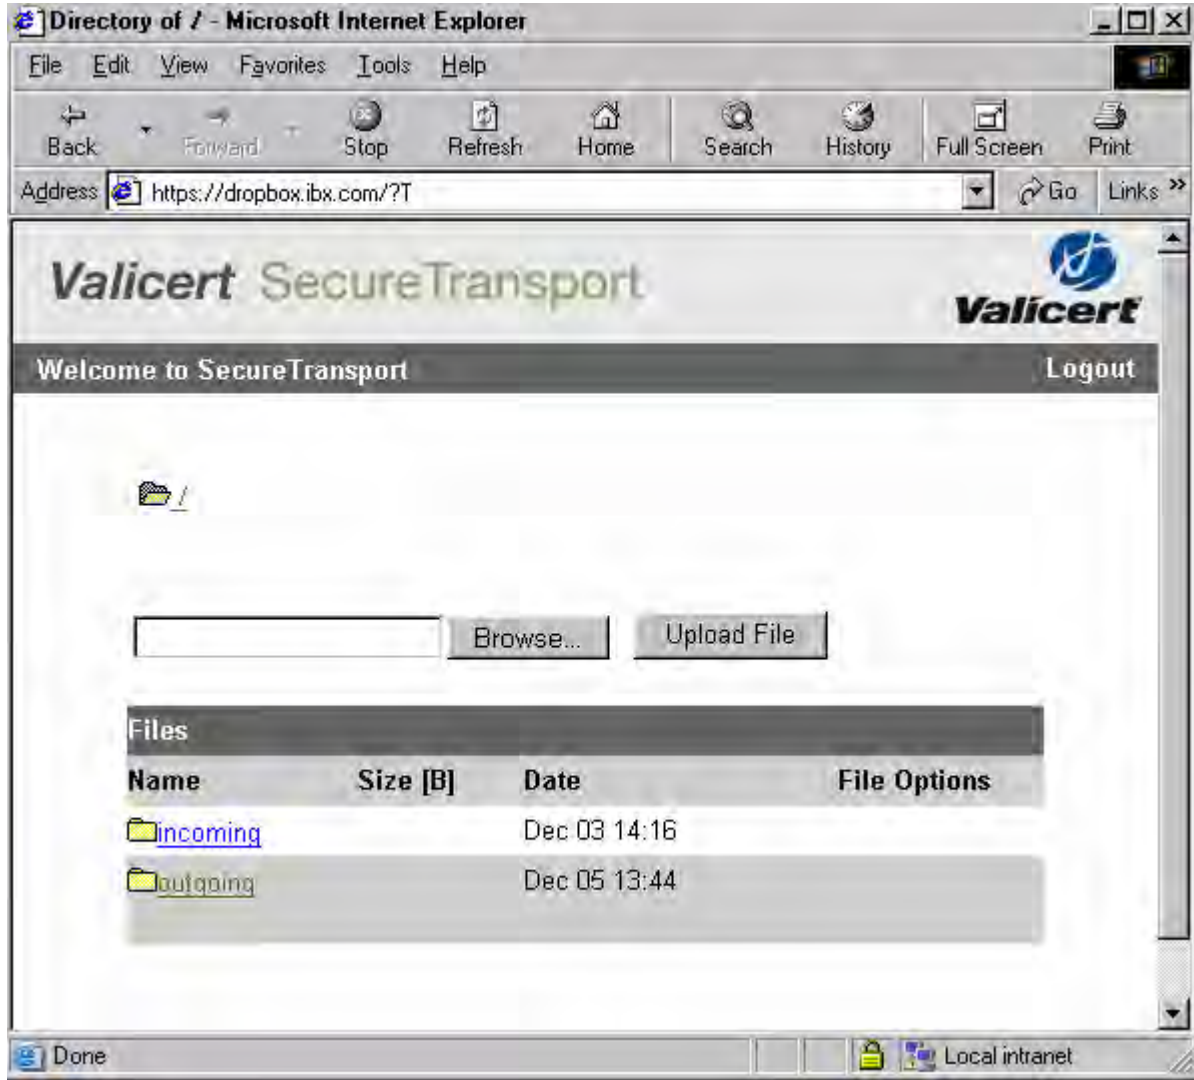 Directory of / - Microsoft Internet Explorer
File Edit View Favorites Tools Help
Back Forward Stop Refresh Home Search History Full Screen Print
Address https://dropbox.ibx.com/?T Go Links »
Valicert SecureTransport
Valicert
Welcome to SecureTransport Logout
/
Browse... Upload File
Files
Name Size [B] Date File Options
incoming Dec 03 14:16
outgoing Dec 05 13:44
Done Local intranet